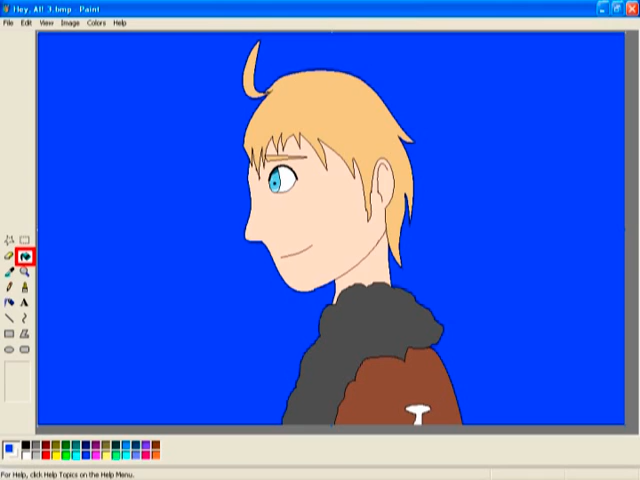 Hey, Al! 3.bmp - Paint
File Edit View Image Colors Help
A
For Help, click Help Topics on the Help Menu.